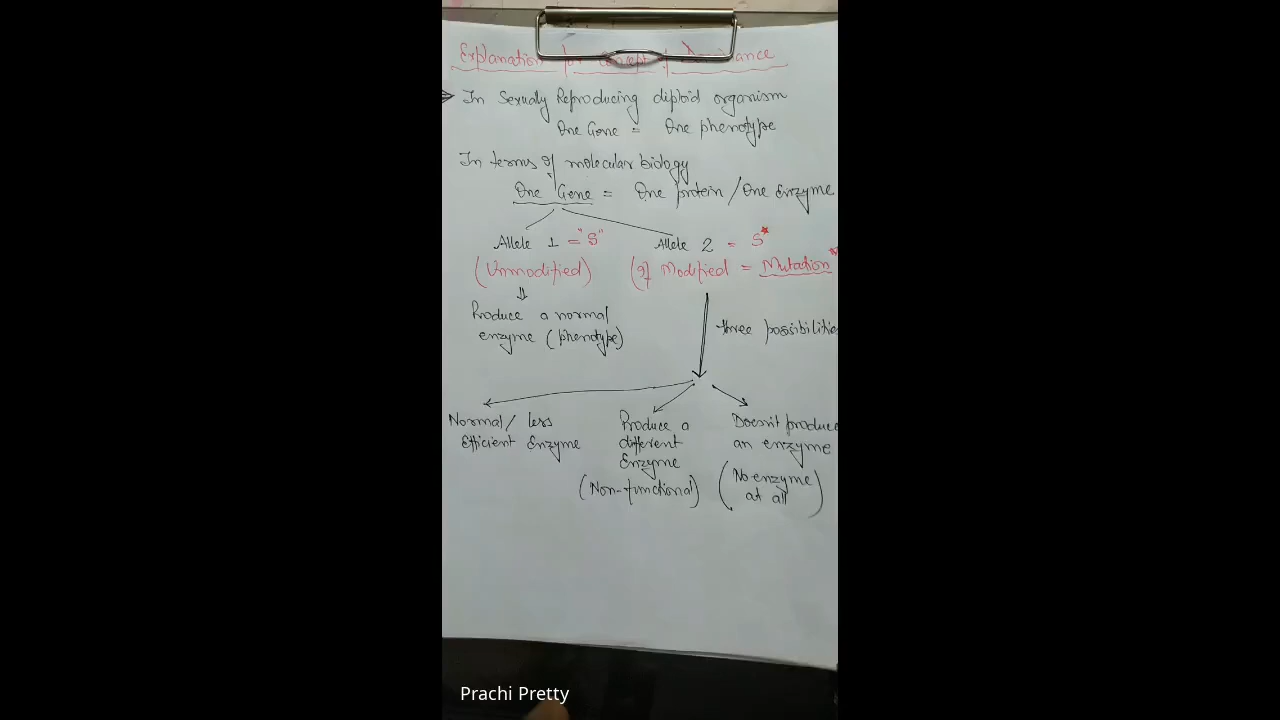 Explanation for concept of Dominance
In Sexually Reproducing diploid organism
One Gene = One phenotype
In terms of molecular biology
One Gene = One protein / One Enzyme
Allele 1 = "S"
Allele 2 = S*
(Unmodified)
(If Modified = Mutation*
Produce a normal
enzyme (phenotype)
three possibilitie
Normal / less
Efficient Enzyme
Produce a
different
Enzyme
(Non-functional)
Doesn't produce
an enzyme
(No enzyme
at all)
Prachi Pretty